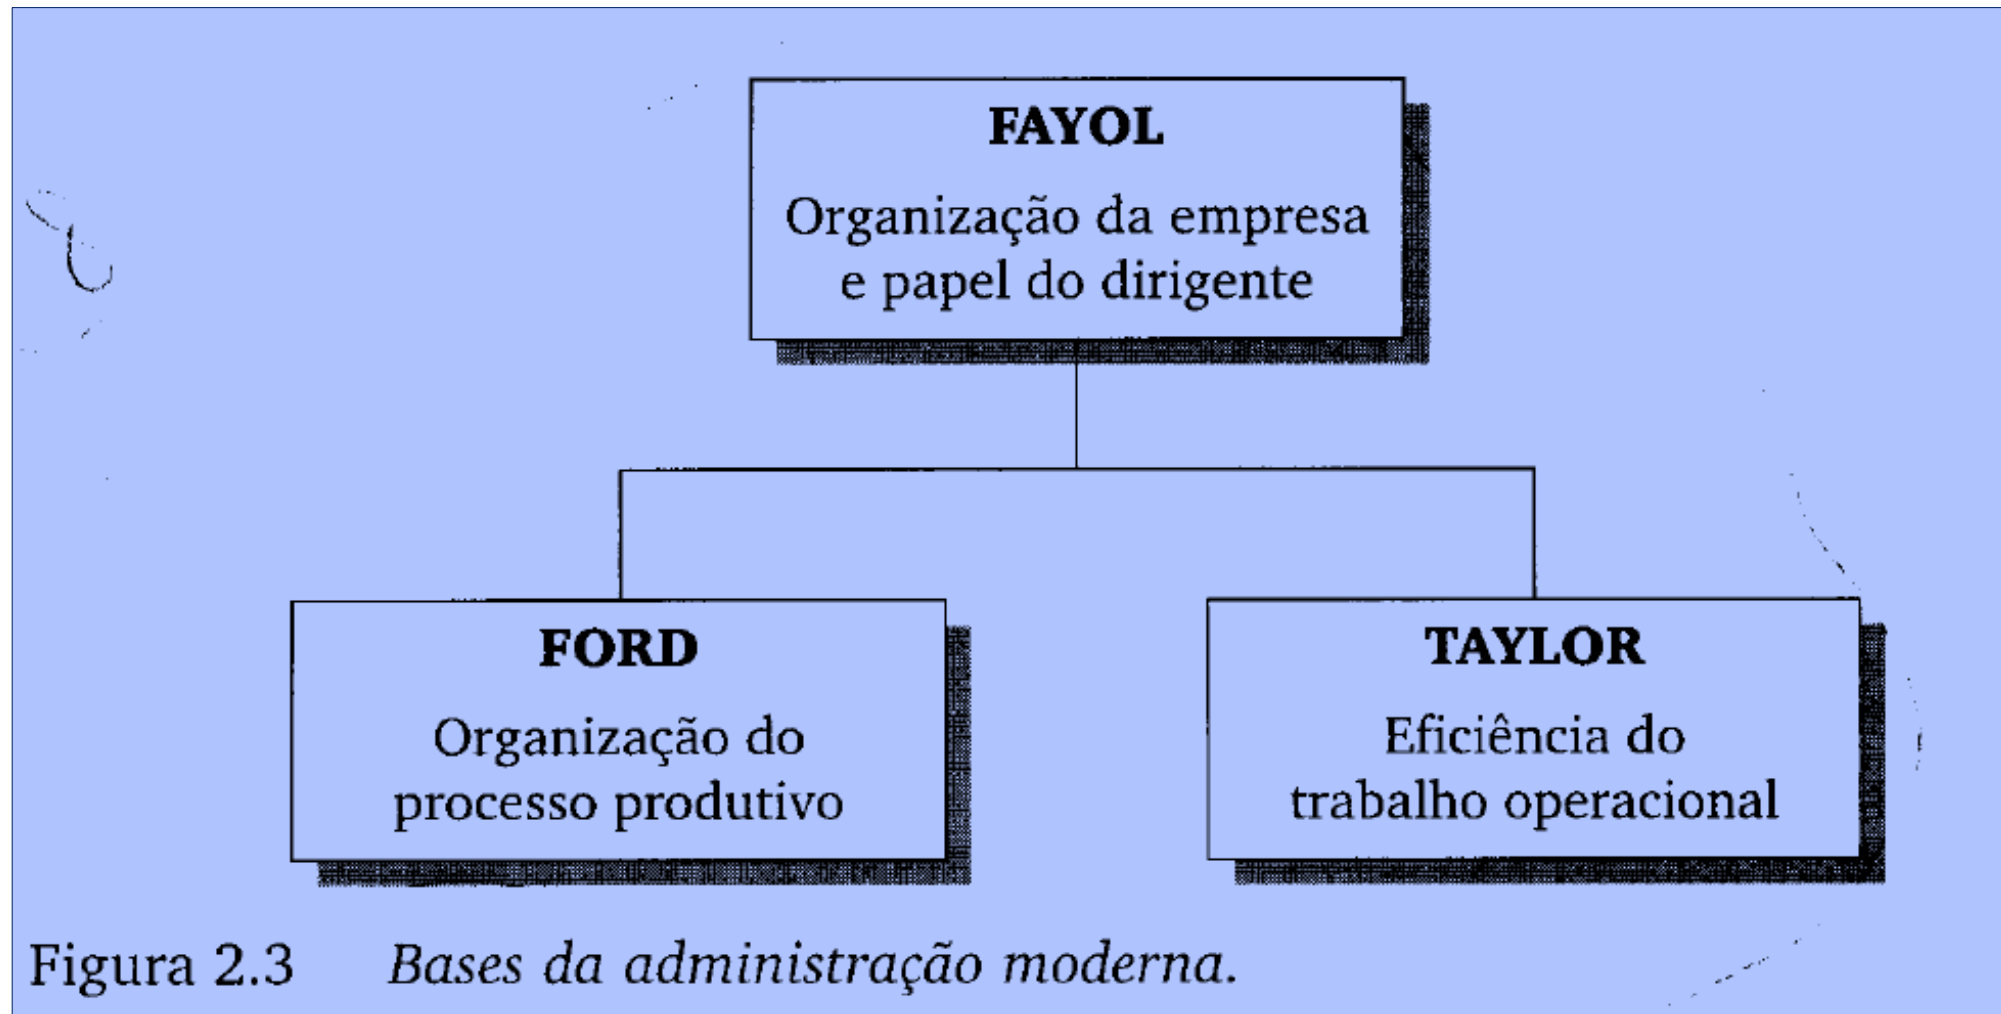 FAYOL
Organização da empresa
e papel do dirigente
FORD
Organização do
processo produtivo
TAYLOR
Eficiência do
trabalho operacional
Figura 2.3 Bases da administração moderna.